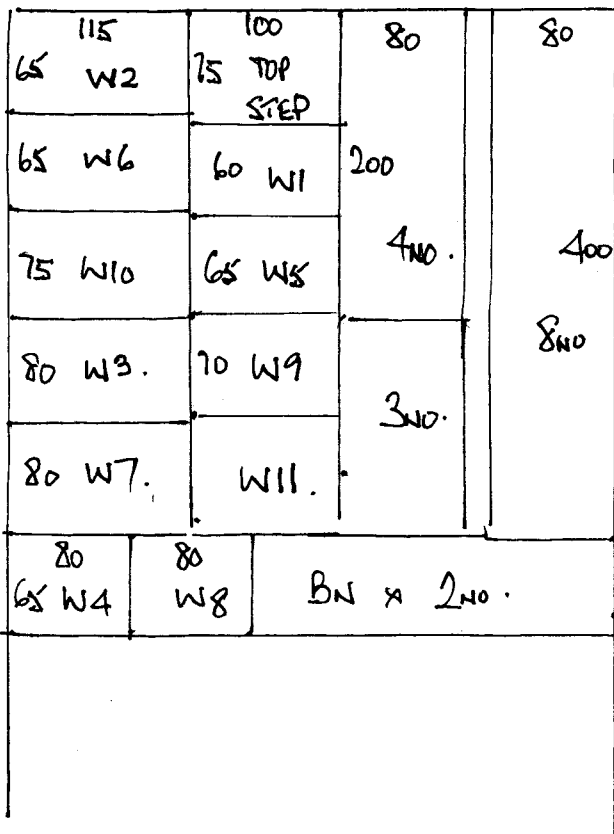 115 100 80 80
65 W2 75 TOP
STEP
65 W6 60 W1 200
75 W10 65 W5 4NO. 400
80 W3. 70 W9 8NO
3NO.
80 W7. W11.
80 80
65 W4 W8 BN x 2NO.